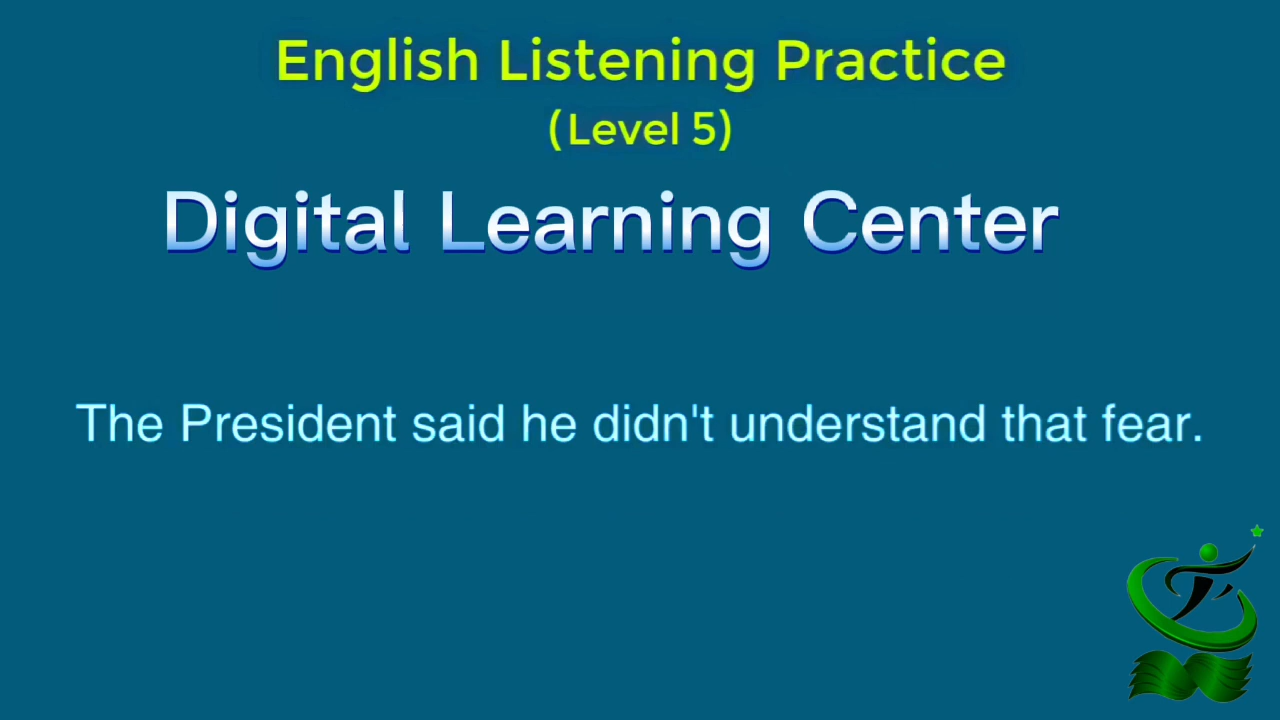 English Listening Practice
(Level 5)
Digital Learning Center
The President said he didn't understand that fear.